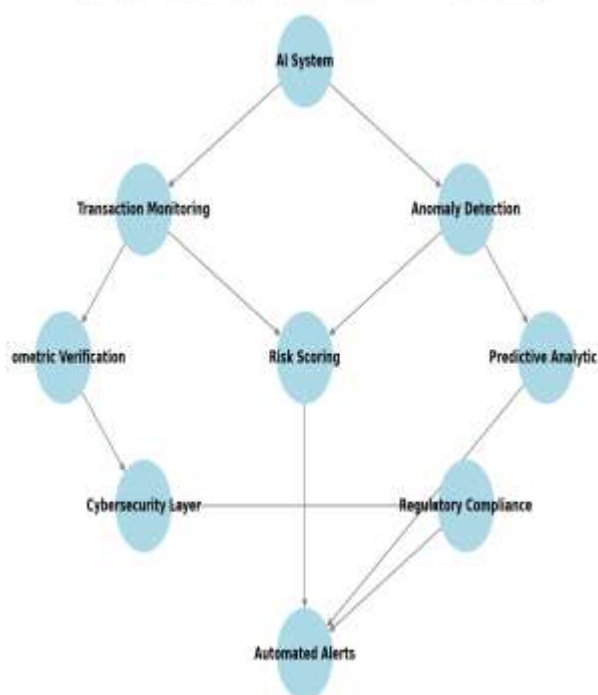 AI System
Transaction Monitoring
Anomaly Detection
ometric Verification
Risk Scoring
Predictive Analytic
Cybersecurity Layer
Regulatory Compliance
Automated Alerts